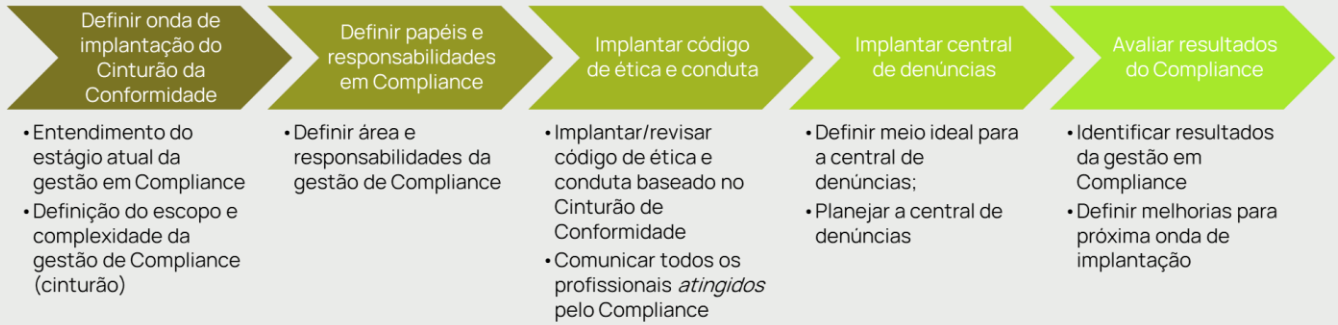 Definir onda de
implantação do
Cinturão da
Conformidade
•Entendimento do
estágio atual da
gestão em Compliance
•Definição do escopo e
complexidade da
gestão de Compliance
(cinturão)
Definir papéis e
responsabilidades
em Compliance
•Definir área e
responsabilidades da
gestão de Compliance
Implantar código
de ética e conduta
•Implantar/revisar
código de ética e
conduta baseado no
Cinturão de
Conformidade
•Comunicar todos os
profissionais atingidos
pelo Compliance
Implantar central
de denúncias
•Definir meio ideal para
a central de
denúncias;
•Planejar a central de
denúncias
Avaliar resultados
do Compliance
•Identificar resultados
da gestão em
Compliance
•Definir melhorias para
próxima onda de
implantação